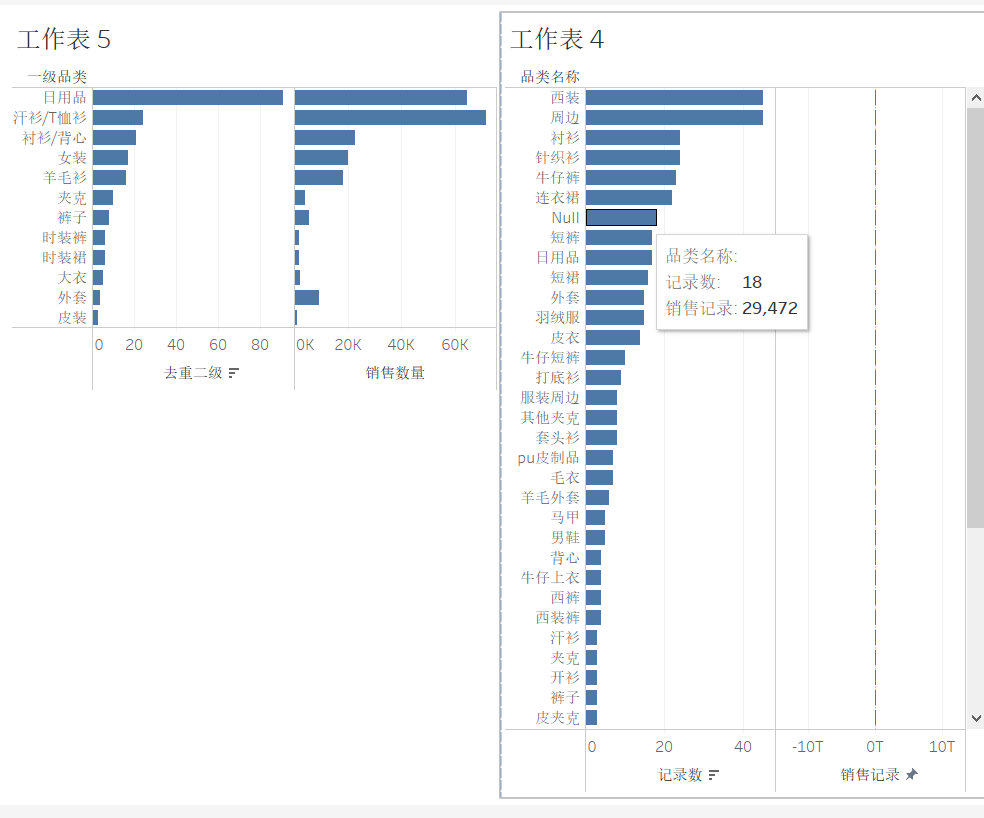 工作表 5
一级品类
日用品
汗衫/T恤衫
衬衫/背心
女装
羊毛衫
夹克
裤子
时装裤
时装裙
大衣
外套
皮装
0 20 40 60 80
0K 20K 40K 60K
去重二级
销售数量
工作表 4
品类名称
西装
周边
衬衫
针织衫
牛仔裤
连衣裙
Null
短裤
日用品
短裙
外套
羽绒服
皮衣
牛仔短裤
打底衫
服装周边
其他夹克
套头衫
pu皮制品
毛衣
羊毛外套
马甲
男鞋
背心
牛仔上衣
西裤
西装裤
汗衫
夹克
开衫
裤子
皮夹克
品类名称:
记录数: 18
销售记录: 29,472
0 20 40
-10T 0T 10T
记录数
销售记录